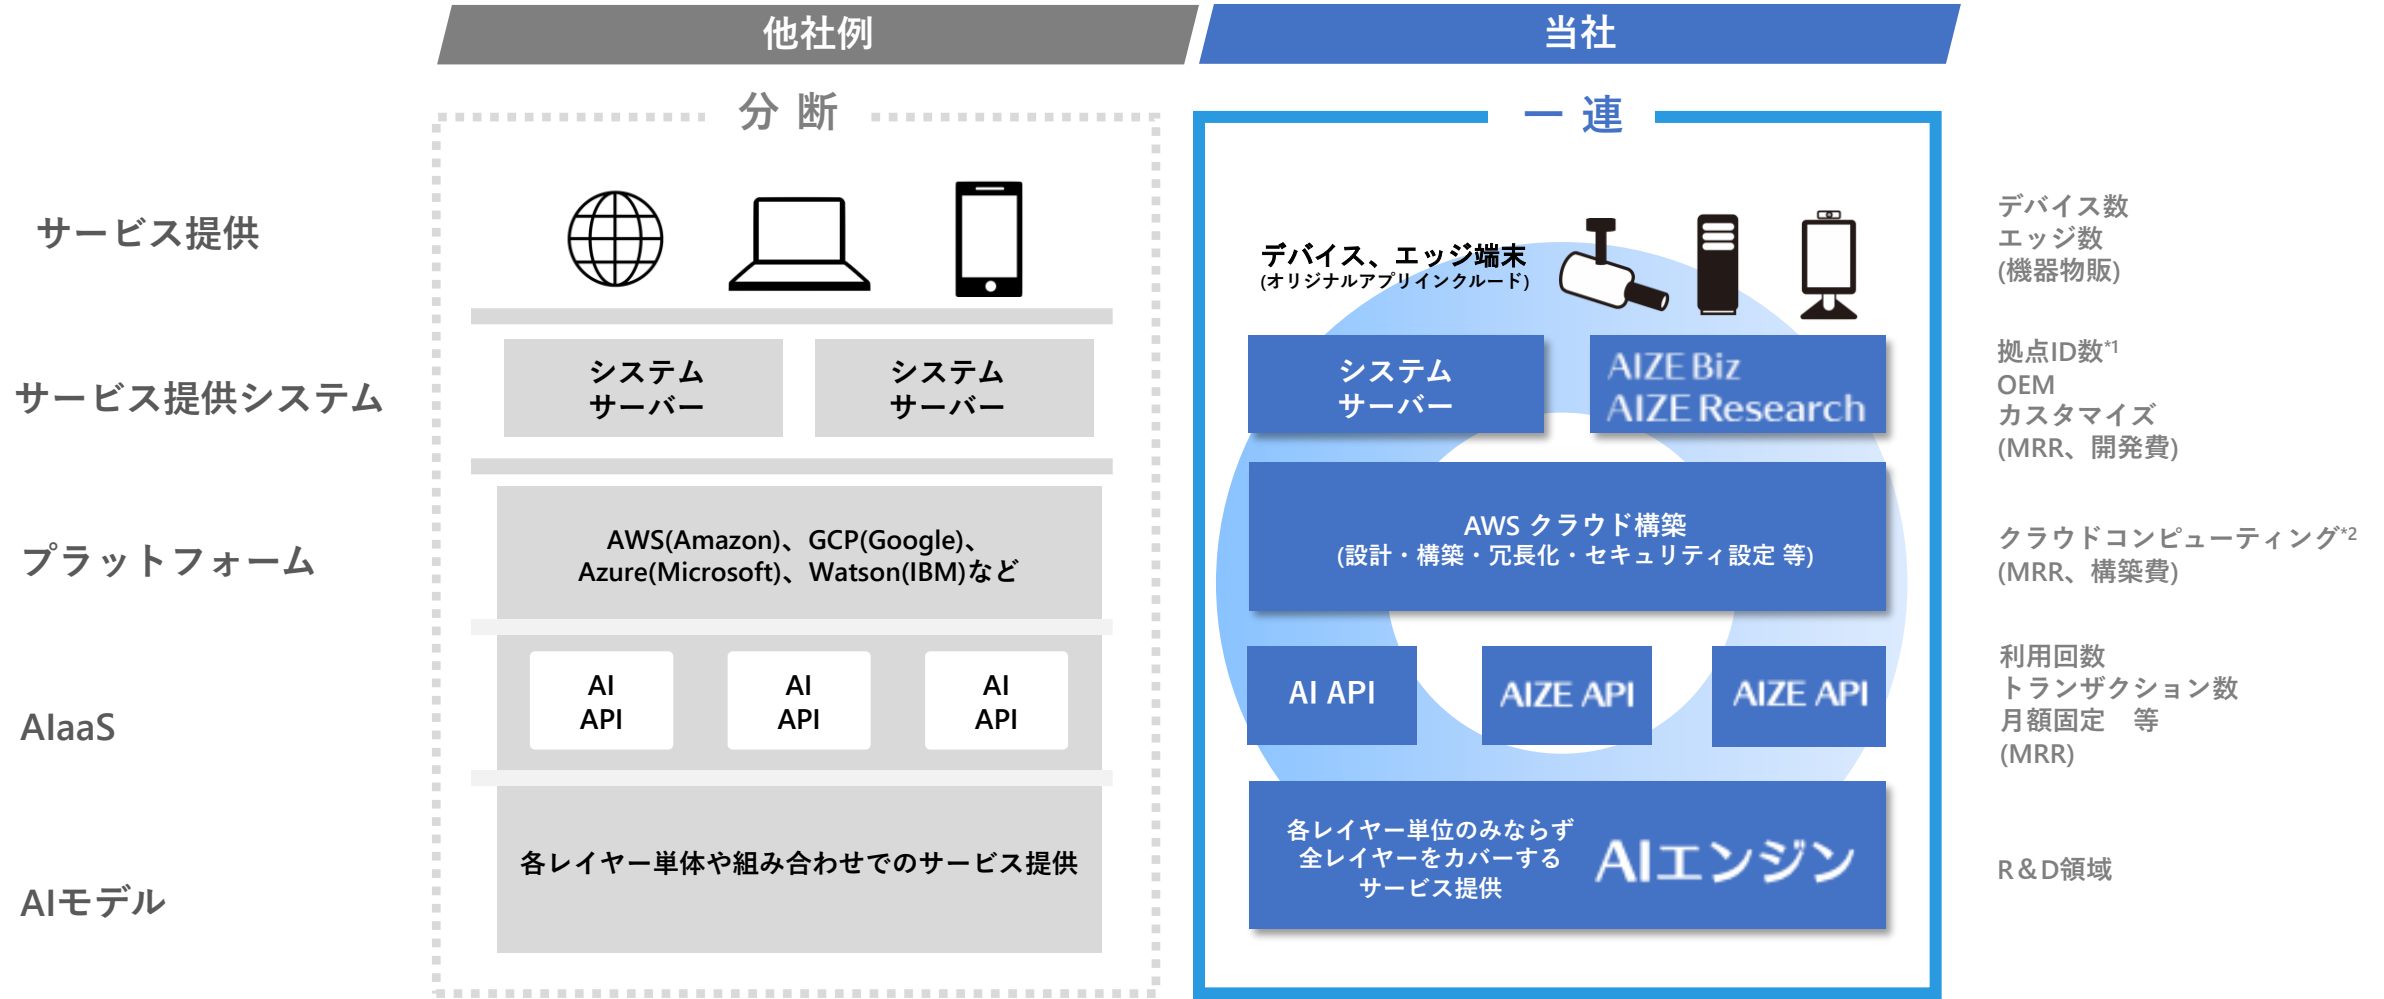 他社例
当社
分断
一連
サービス提供
デバイス、エッジ端末
(オリジナルアプリインクルード)
デバイス数
エッジ数
(機器物販)
サービス提供システム
システム
サーバー
システム
サーバー
システム
サーバー
AIZE Biz
AIZE Research
拠点ID数*1
OEM
カスタマイズ
(MRR、開発費)
プラットフォーム
AWS(Amazon)、GCP(Google)、
Azure(Microsoft)、Watson(IBM)など
AWS クラウド構築
(設計・構築・冗長化・セキュリティ設定 等)
クラウドコンピューティング*2
(MRR、構築費)
AIaaS
AI
API
AI
API
AI
API
AI API
AIZE API
AIZE API
利用回数
トランザクション数
月額固定　等
(MRR)
AIモデル
各レイヤー単体や組み合わせでのサービス提供
各レイヤー単位のみならず
全レイヤーをカバーする
サービス提供
AIエンジン
R＆D領域